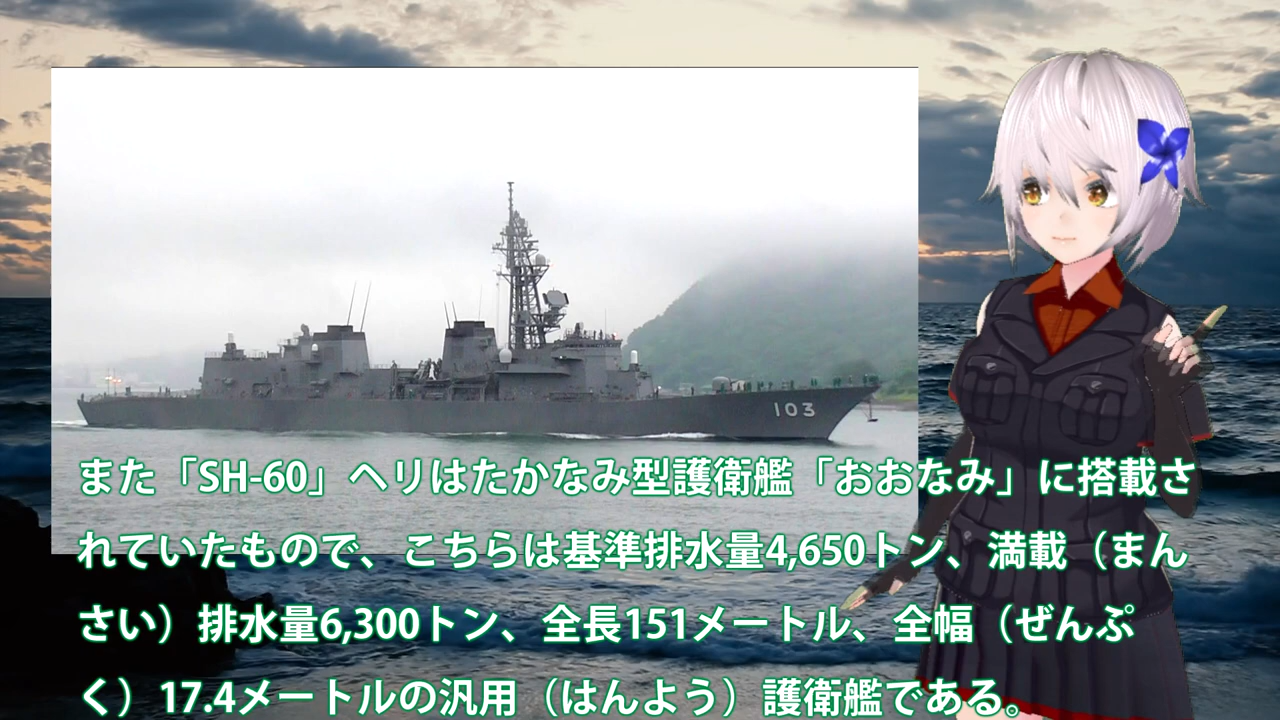 103
また「SH-60」ヘリはたかなみ型護衛艦「おおなみ」に搭載さ
れていたもので、こちらは基準排水量4,650トン、満載（まん
さい）排水量6,300トン、全長151メートル、全幅（ぜんぷ
く）17.4メートルの汎用（はんよう）護衛艦である。